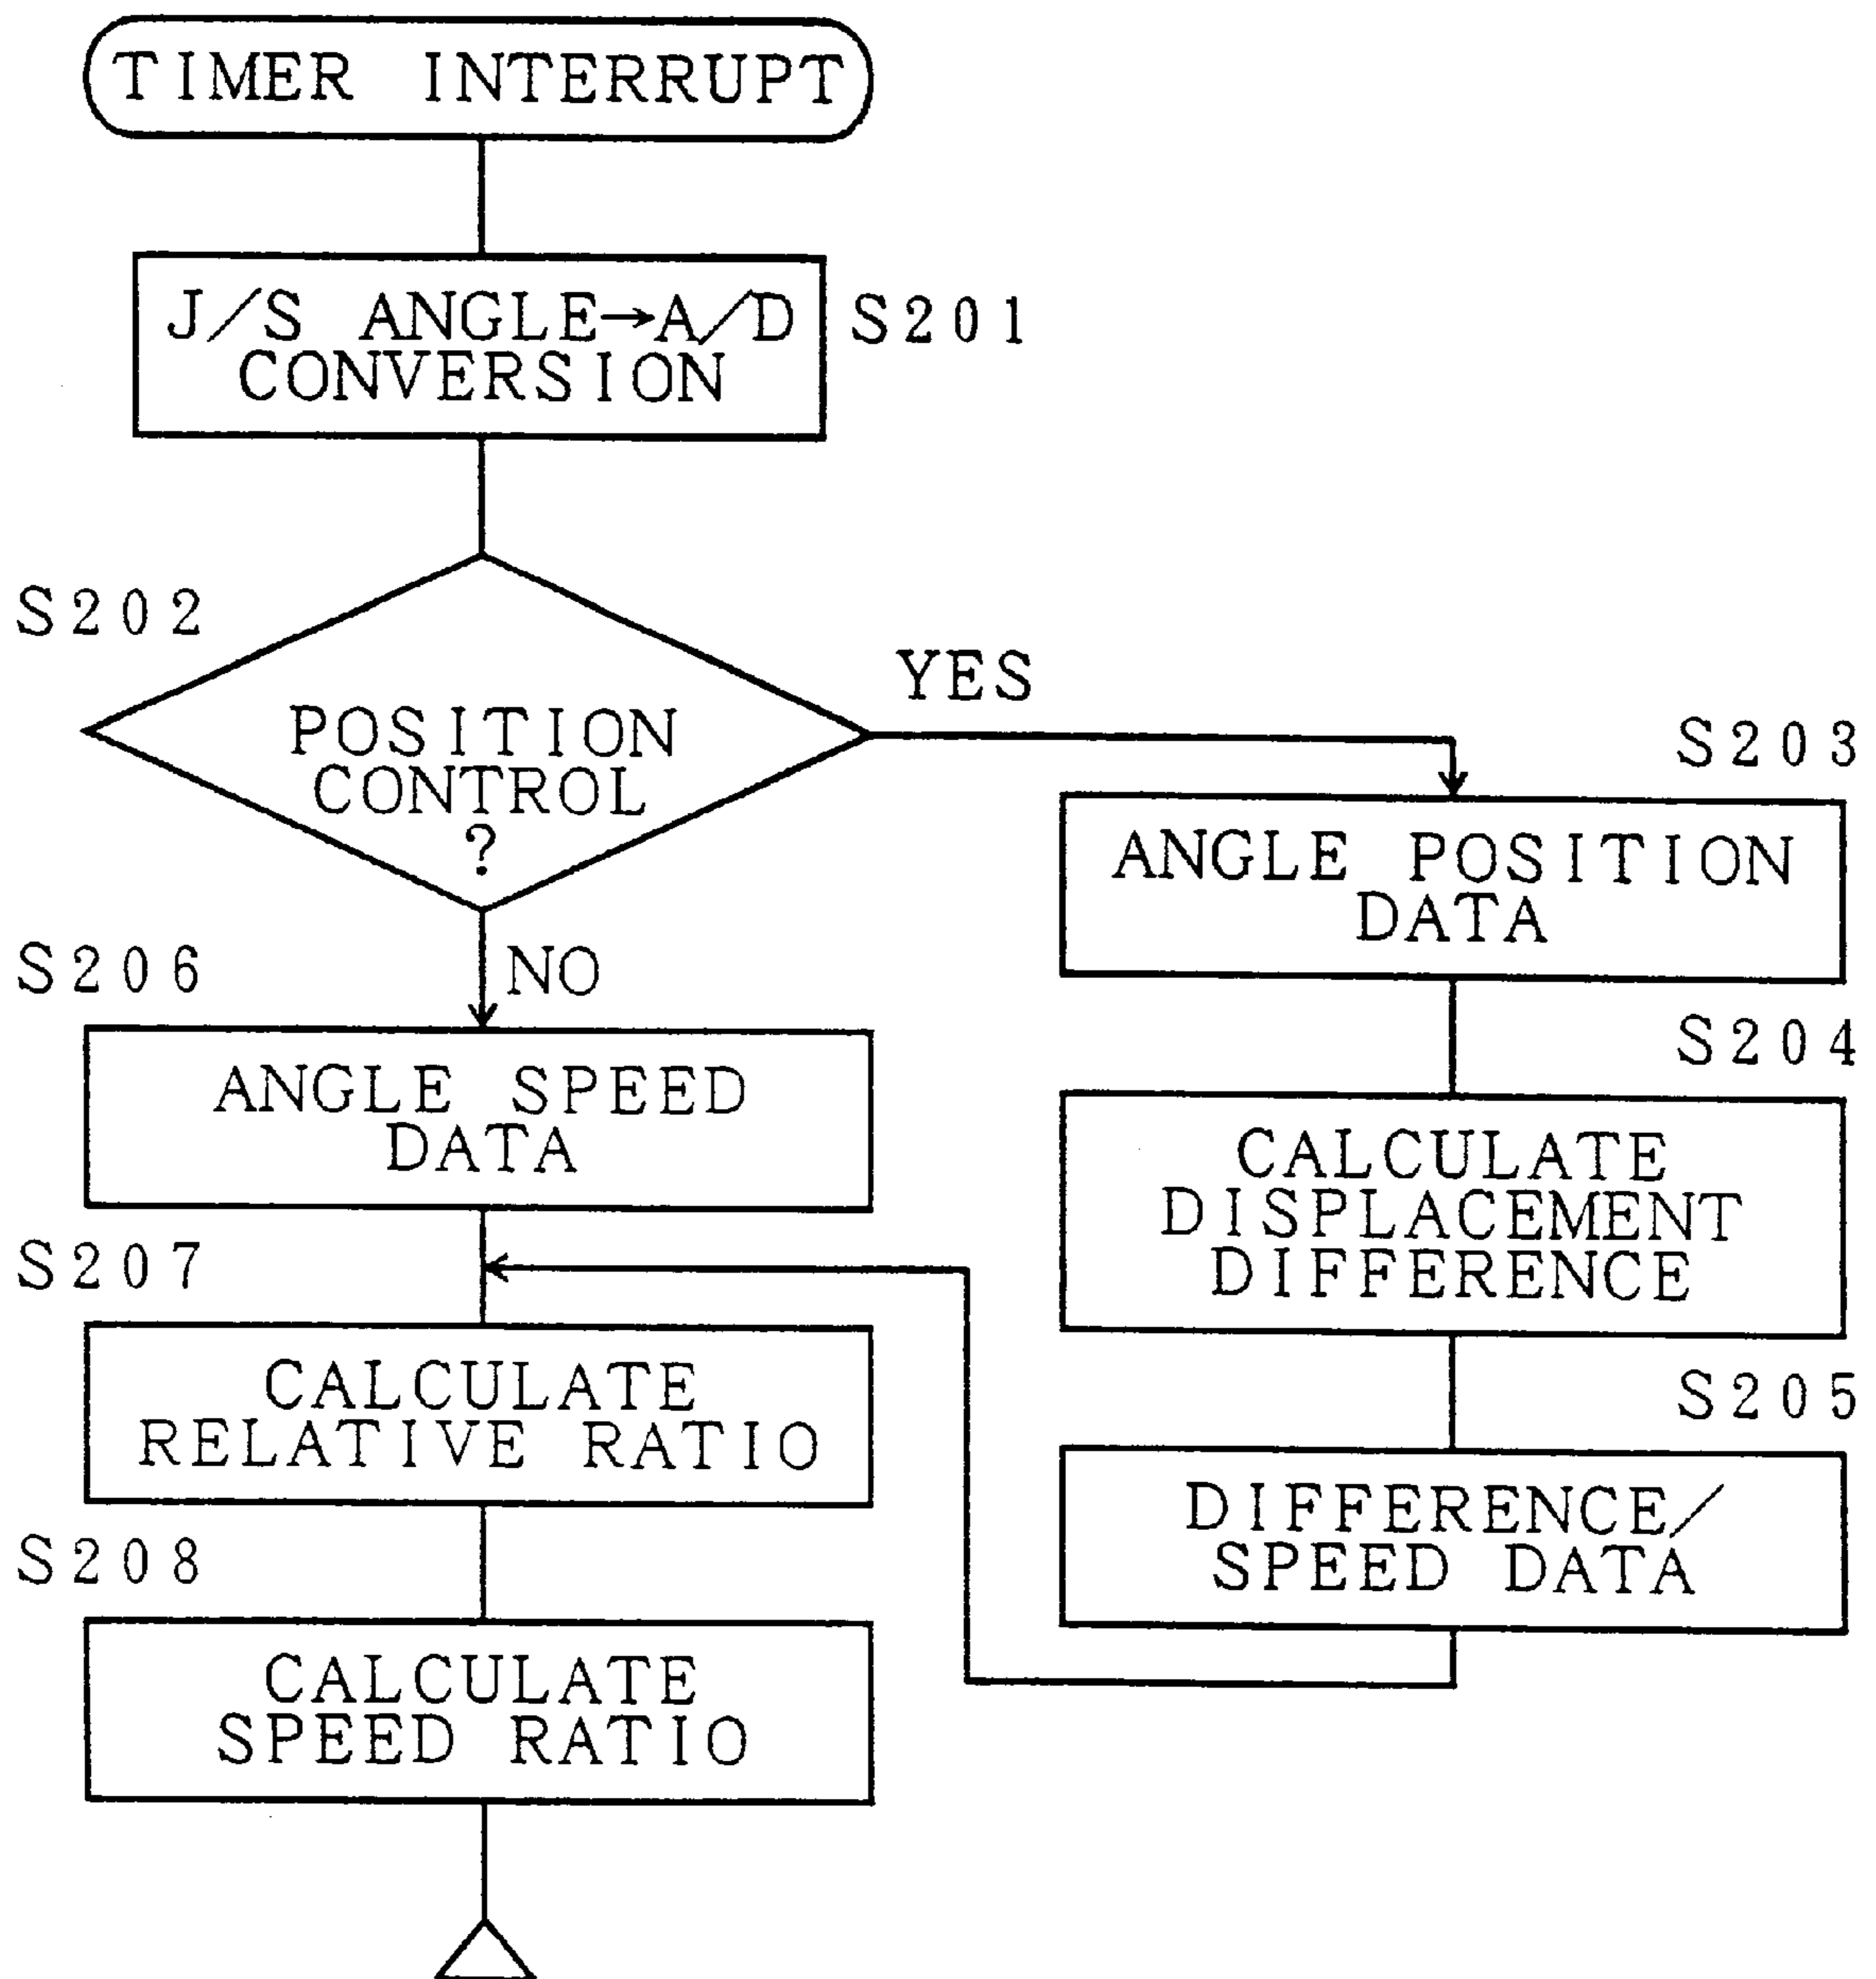 TIMER INTERRUPT
J/S ANGLE→A/D
CONVERSION
S201
S202
POSITION
CONTROL
?
YES
NO
S203
ANGLE POSITION
DATA
S204
CALCULATE
DISPLACEMENT
DIFFERENCE
S205
DIFFERENCE/
SPEED DATA
S206
ANGLE SPEED
DATA
S207
CALCULATE
RELATIVE RATIO
S208
CALCULATE
SPEED RATIO